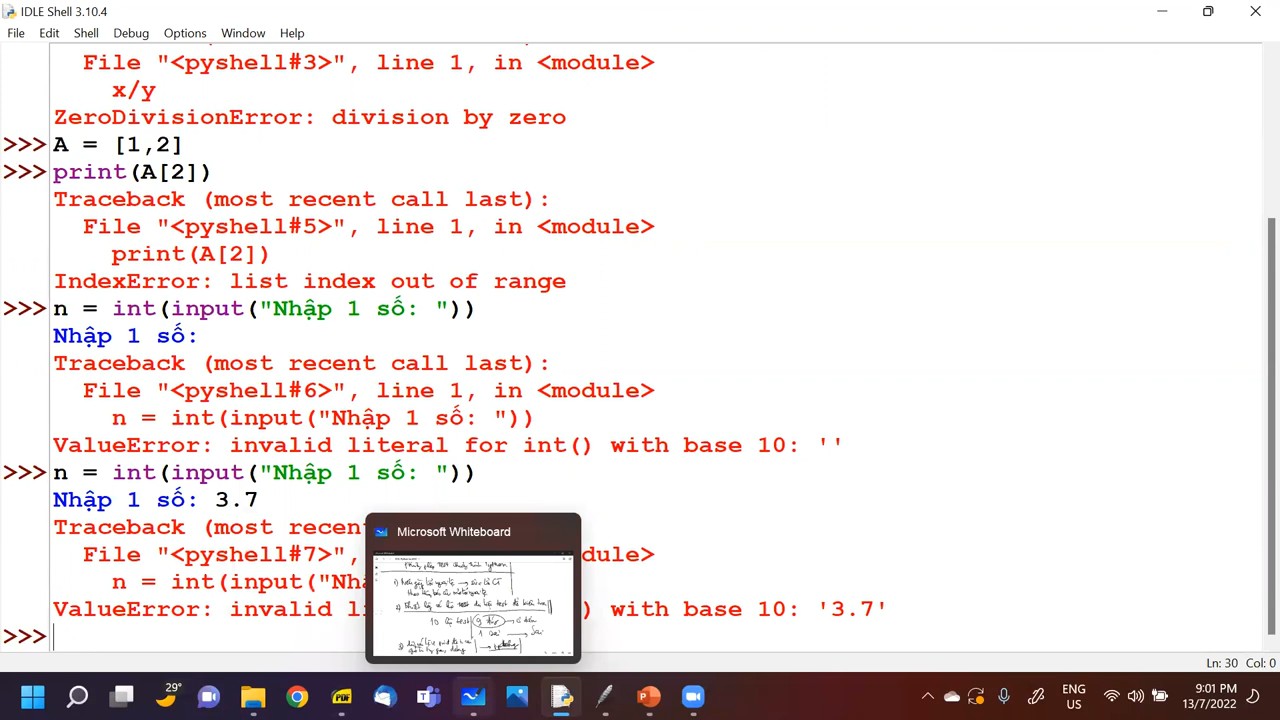 IDLE Shell 3.10.4
File Edit Shell Debug Options Window Help
File "<pyshell#3>", line 1, in <module>
x/y
ZeroDivisionError: division by zero
>>> A = [1,2]
>>> print(A[2])
Traceback (most recent call last):
File "<pyshell#5>", line 1, in <module>
print(A[2])
IndexError: list index out of range
>>> n = int(input("Nhập 1 số: "))
Nhập 1 số:
Traceback (most recent call last):
File "<pyshell#6>", line 1, in <module>
n = int(input("Nhập 1 số: "))
ValueError: invalid literal for int() with base 10: ''
>>> n = int(input("Nhập 1 số: "))
Nhập 1 số: 3.7
Traceback (most rece
File "<pyshell#7>", dule>
n = int(input("Nhậ
ValueError: invalid li ) with base 10: '3.7'
>>>
Microsoft Whiteboard
Ln: 30 Col: 0
29°
PDF
ENG
US
9:01 PM
13/7/2022